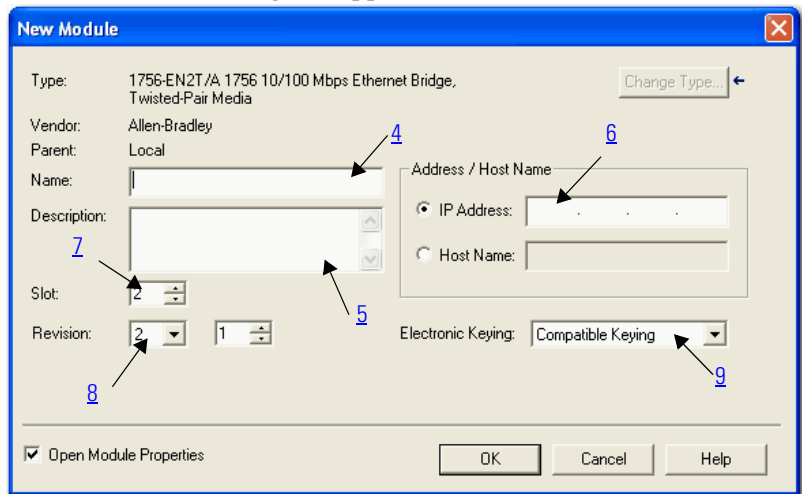 New Module
Type: 1756-EN2T/A 1756 10/100 Mbps Ethernet Bridge,
Twisted-Pair Media
Change Type...
Vendor: Allen-Bradley
Parent: Local
4
6
Name:
Address / Host Name
IP Address: . . .
Description:
Host Name:
7
5
Slot: 2
Revision: 2 1
Electronic Keying: Compatible Keying
8
9
Open Module Properties
OK Cancel Help